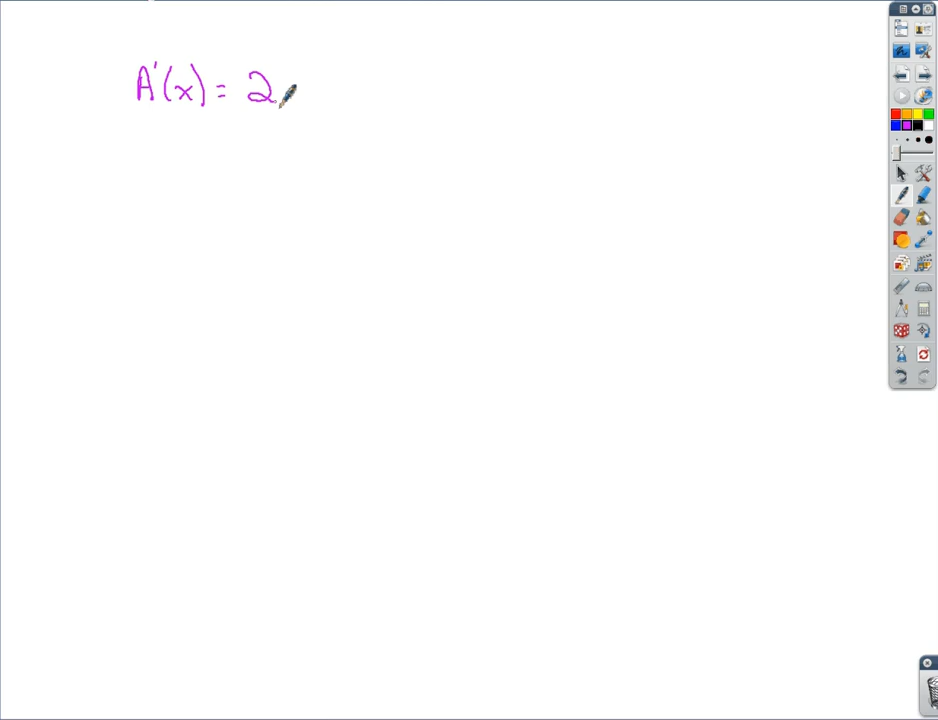 A'(x) = 2